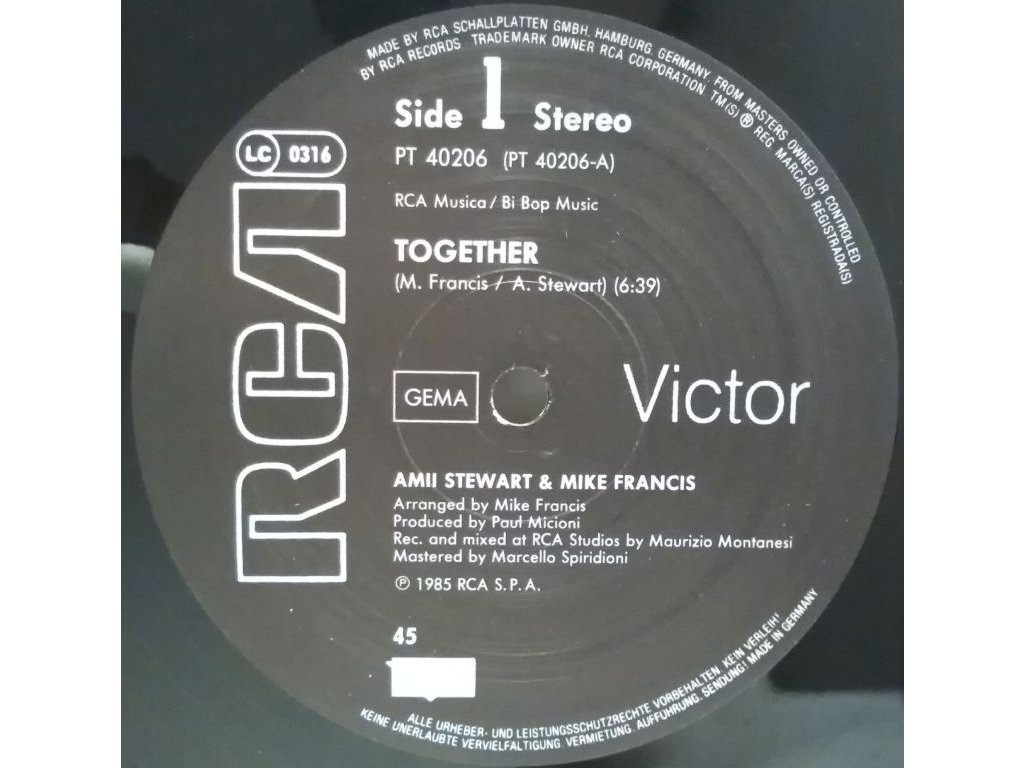 MADE BY RCA SCHALLPLATTEN GMBH. HAMBURG, GERMANY, FROM MASTERS OWNED OR CONTROLLED
BY RCA RECORDS TRADEMARK OWNER RCA CORPORATION TM(S) ® REG MARCA(S) REGISTRADA(S)
Side 1 Stereo
LC 0316
PT 40206 (PT 40206-A)
RCA Musica / Bi Bop Music
TOGETHER
(M. Francis / A. Stewart) (6:39)
RCA
GEMA
Victor
AMII STEWART & MIKE FRANCIS
Arranged by Mike Francis
Produced by Paul Micioni
Rec. and mixed at RCA Studios by Maurizio Montanesi
Mastered by Marcello Spiridioni
℗ 1985 RCA S.P.A.
45
ALLE URHEBER- UND LEISTUNGSSCHUTZRECHTE VORBEHALTEN. KEIN VERLEIH!
KEINE UNERLAUBTE VERVIELFÄLTIGUNG, VERMIETUNG, AUFFÜHRUNG, SENDUNG! MADE IN GERMANY